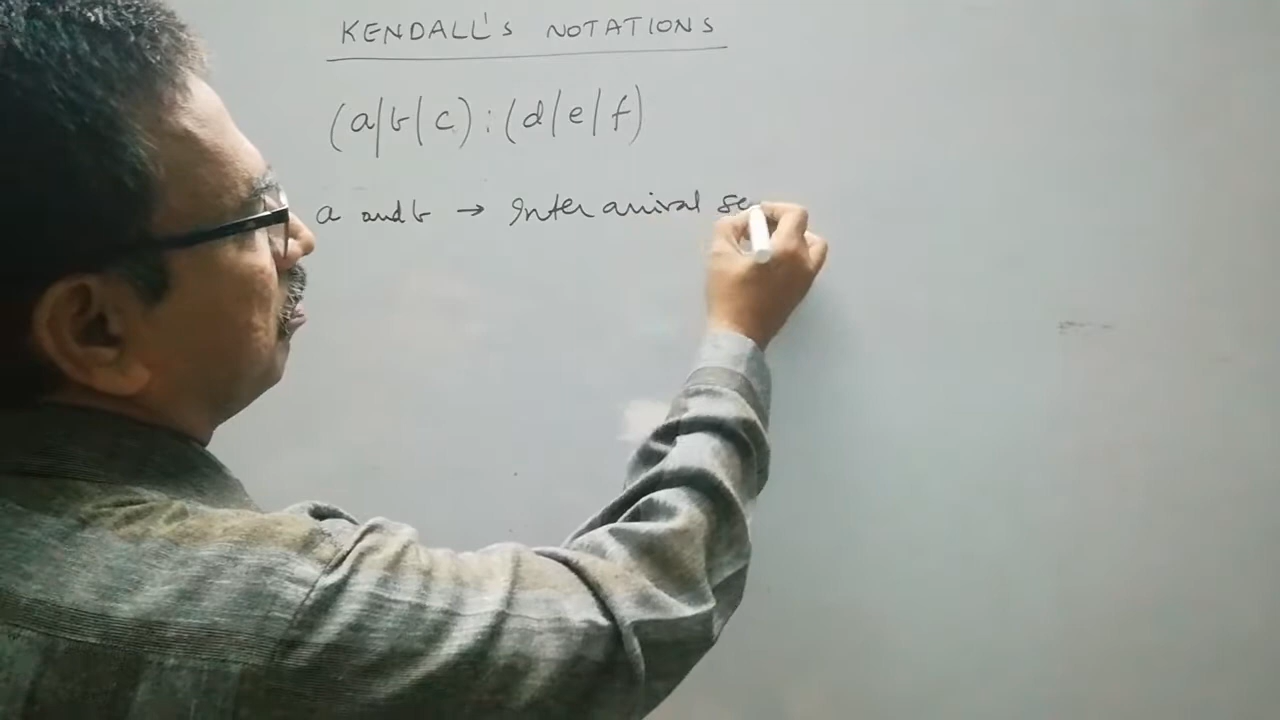 KENDALL's NOTATIONS
(a/b/c) : (d/e/f)
a and b → Inter arrival se